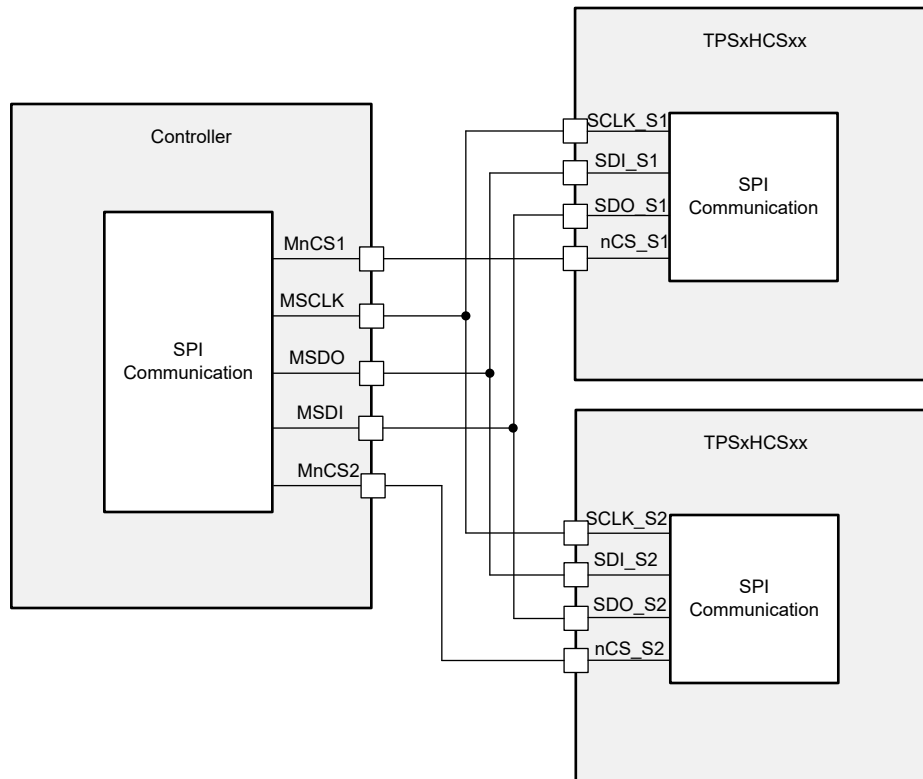 Controller
SPI
Communication
MnCS1
MSCLK
MSDO
MSDI
MnCS2
TPSxHCSxx
SCLK_S1
SDI_S1
SDO_S1
nCS_S1
SPI
Communication
TPSxHCSxx
SCLK_S2
SDI_S2
SDO_S2
nCS_S2
SPI
Communication